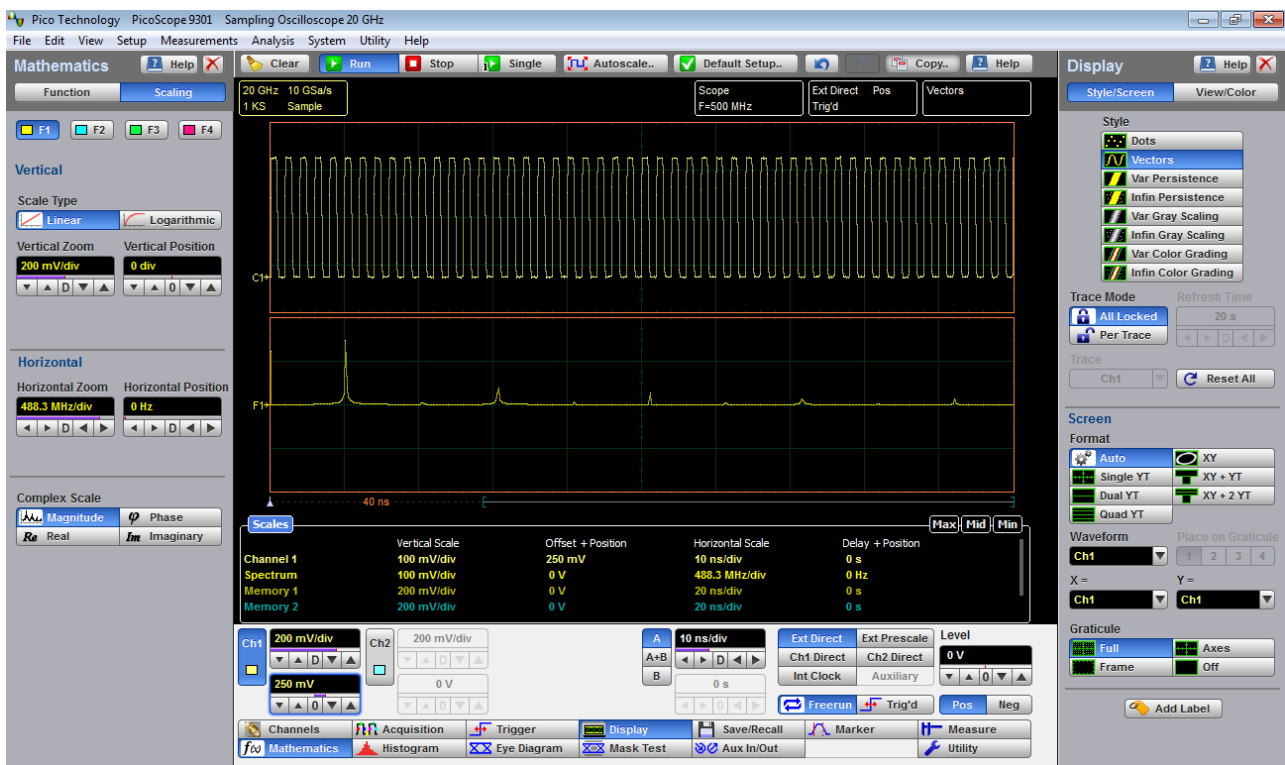 Pico Technology PicoScope 9301 Sampling Oscilloscope 20 GHz
File Edit View Setup Measurements Analysis System Utility Help
Mathematics
Help
Function
Scaling
F1
F2
F3
F4
Vertical
Scale Type
Linear
Logarithmic
Vertical Zoom
Vertical Position
200 mV/div
0 div
D
0
Horizontal
Horizontal Zoom
Horizontal Position
488.3 MHz/div
0 Hz
D
D
Complex Scale
Magnitude
φ Phase
Re Real
Im Imaginary
Clear
Run
Stop
Single
Autoscale..
Default Setup..
Copy..
Help
20 GHz 10 GSa/s
1 KS Sample
Scope
F=500 MHz
Ext Direct Pos
Trig'd
Vectors
C1
F1
40 ns
Scales
Max
Mid
Min
Vertical Scale Offset + Position Horizontal Scale Delay + Position
Channel 1 100 mV/div 250 mV 10 ns/div 0 s
Spectrum 100 mV/div 0 V 488.3 MHz/div 0 Hz
Memory 1 200 mV/div 0 V 20 ns/div 0 s
Memory 2 200 mV/div 0 V 20 ns/div 0 s
Ch1
200 mV/div
D
250 mV
0
Ch2
200 mV/div
D
0 V
0
A
A+B
B
10 ns/div
D
0 s
0
Ext Direct
Ext Prescale
Ch1 Direct
Ch2 Direct
Int Clock
Auxiliary
Freerun
Trig'd
Level
0 V
0
Pos
Neg
Channels
Acquisition
Trigger
Display
Save/Recall
Marker
Measure
f(x) Mathematics
Histogram
Eye Diagram
Mask Test
Aux In/Out
Utility
Display
Help
Style/Screen
View/Color
Style
Dots
Vectors
Var Persistence
Infin Persistence
Var Gray Scaling
Infin Gray Scaling
Var Color Grading
Infin Color Grading
Trace Mode
Refresh Time
All Locked
20 s
Per Trace
D
Trace
Ch1
Reset All
Screen
Format
Auto
XY
Single YT
XY + YT
Dual YT
XY + 2 YT
Quad YT
Waveform
Place on Graticule
Ch1
1 2 3 4
X =
Y =
Ch1
Ch1
Graticule
Full
Axes
Frame
Off
Add Label